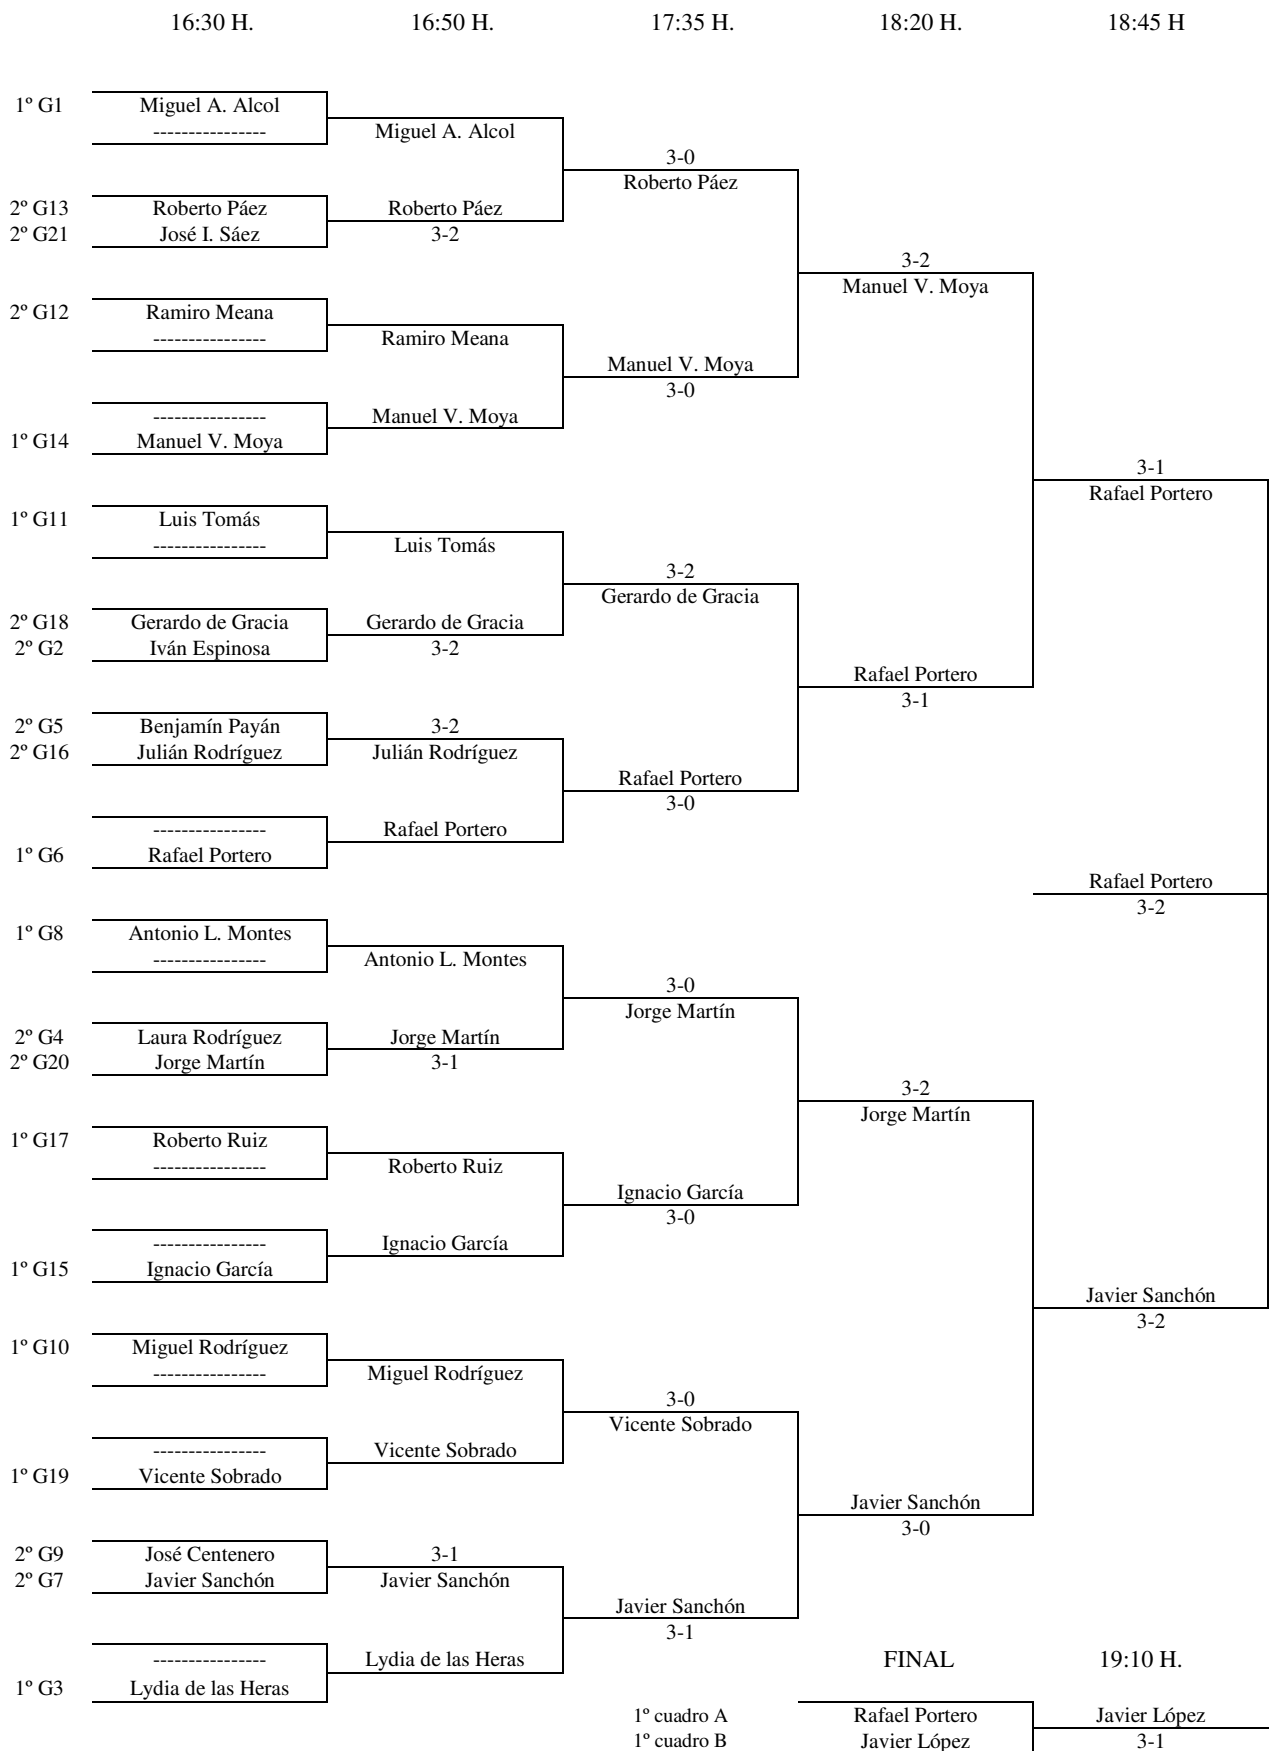 16:30 H. 16:50 H. 17:35 H. 18:20 H. 18:45 H
1º G1 Miguel A. Alcol
---------------- Miguel A. Alcol
3-0
Roberto Páez
2º G13 Roberto Páez Roberto Páez
2º G21 José I. Sáez 3-2
3-2
Manuel V. Moya
2º G12 Ramiro Meana
---------------- Ramiro Meana
Manuel V. Moya
3-0
---------------- Manuel V. Moya
1º G14 Manuel V. Moya
3-1
Rafael Portero
1º G11 Luis Tomás
---------------- Luis Tomás
3-2
Gerardo de Gracia
2º G18 Gerardo de Gracia Gerardo de Gracia
2º G2 Iván Espinosa 3-2
Rafael Portero
3-1
2º G5 Benjamín Payán 3-2
2º G16 Julián Rodríguez Julián Rodríguez
Rafael Portero
3-0
---------------- Rafael Portero
1º G6 Rafael Portero
Rafael Portero
3-2
1º G8 Antonio L. Montes
---------------- Antonio L. Montes
3-0
Jorge Martín
2º G4 Laura Rodríguez Jorge Martín
2º G20 Jorge Martín 3-1
3-2
Jorge Martín
1º G17 Roberto Ruiz
---------------- Roberto Ruiz
Ignacio García
3-0
---------------- Ignacio García
1º G15 Ignacio García
Javier Sanchón
3-2
1º G10 Miguel Rodríguez
---------------- Miguel Rodríguez
3-0
Vicente Sobrado
---------------- Vicente Sobrado
1º G19 Vicente Sobrado
Javier Sanchón
3-0
2º G9 José Centenero 3-1
2º G7 Javier Sanchón Javier Sanchón
Javier Sanchón
3-1
---------------- Lydia de las Heras FINAL 19:10 H.
1º G3 Lydia de las Heras
1º cuadro A Rafael Portero Javier López
1º cuadro B Javier López 3-1